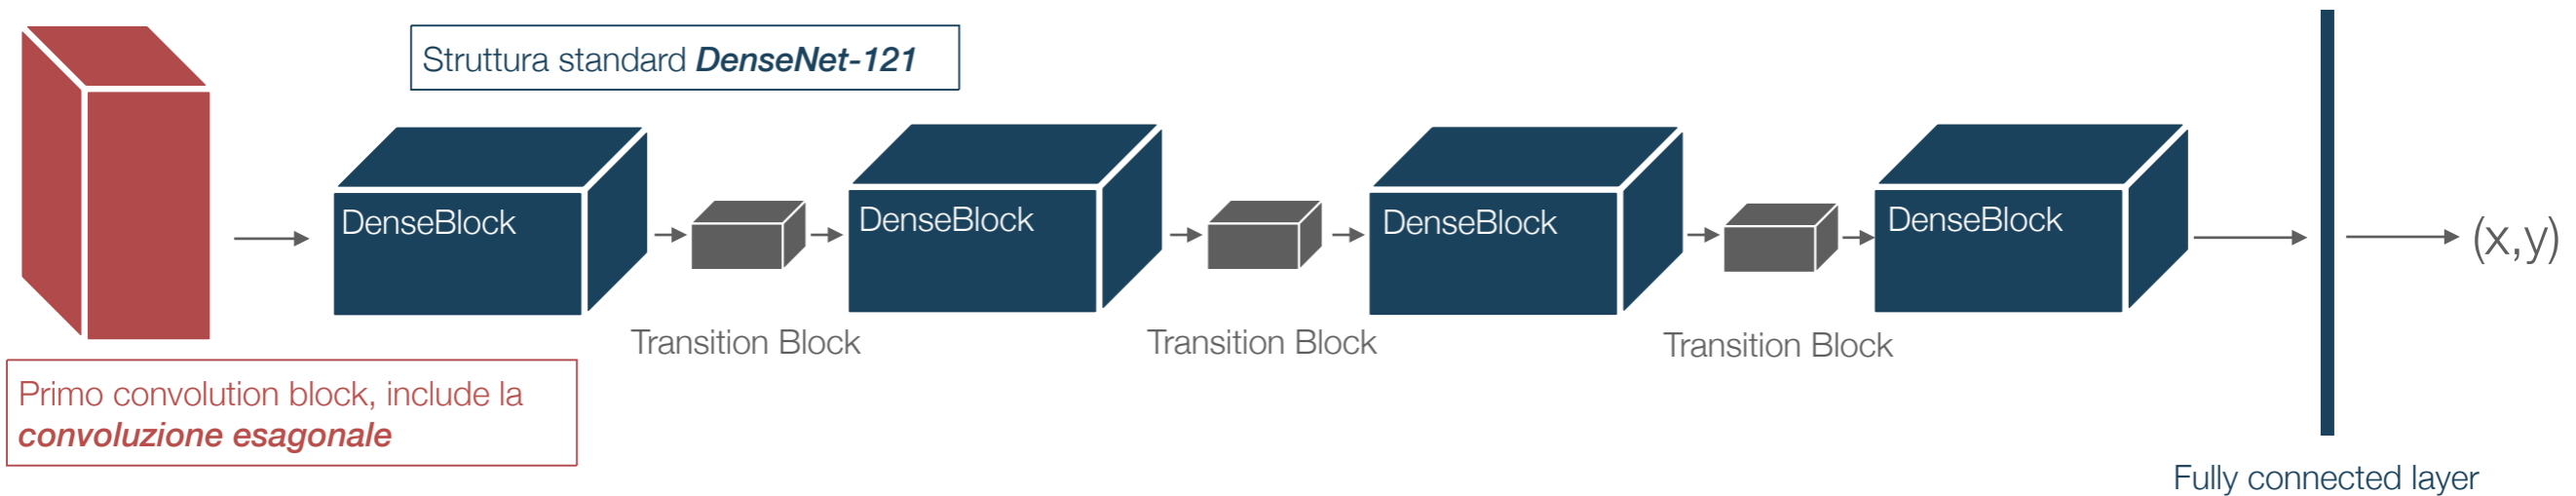 Struttura standard DenseNet-121
DenseBlock
DenseBlock
DenseBlock
DenseBlock
(x,y)
Transition Block
Transition Block
Transition Block
Primo convolution block, include la
convoluzione esagonale
Fully connected layer